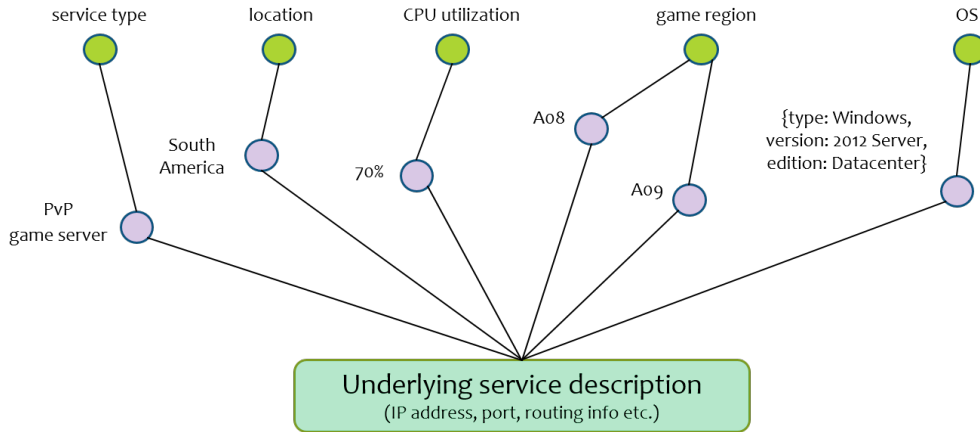 service type
location
CPU utilization
game region
OS
A08
{type: Windows,
version: 2012 Server,
edition: Datacenter}
South
America
70%
A09
PvP
game server
Underlying service description
(IP address, port, routing info etc.)